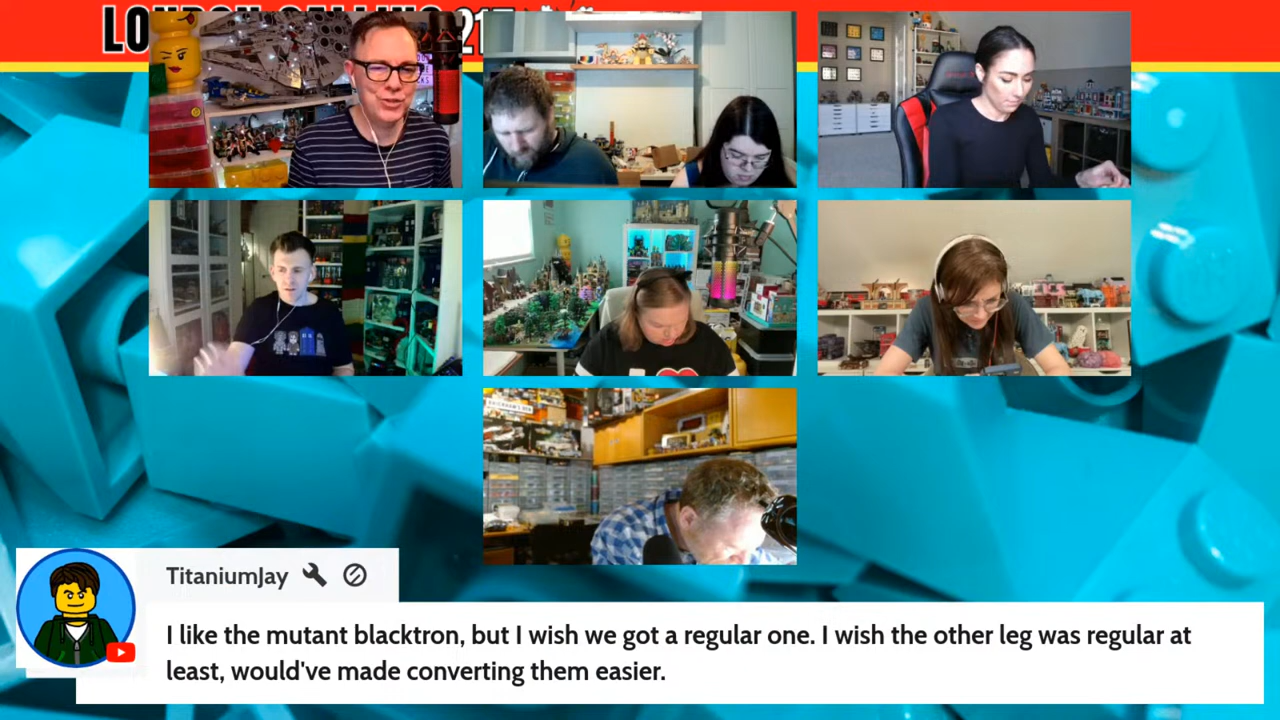 TitaniumJay
I like the mutant blacktron, but I wish we got a regular one. I wish the other leg was regular at
least, would've made converting them easier.